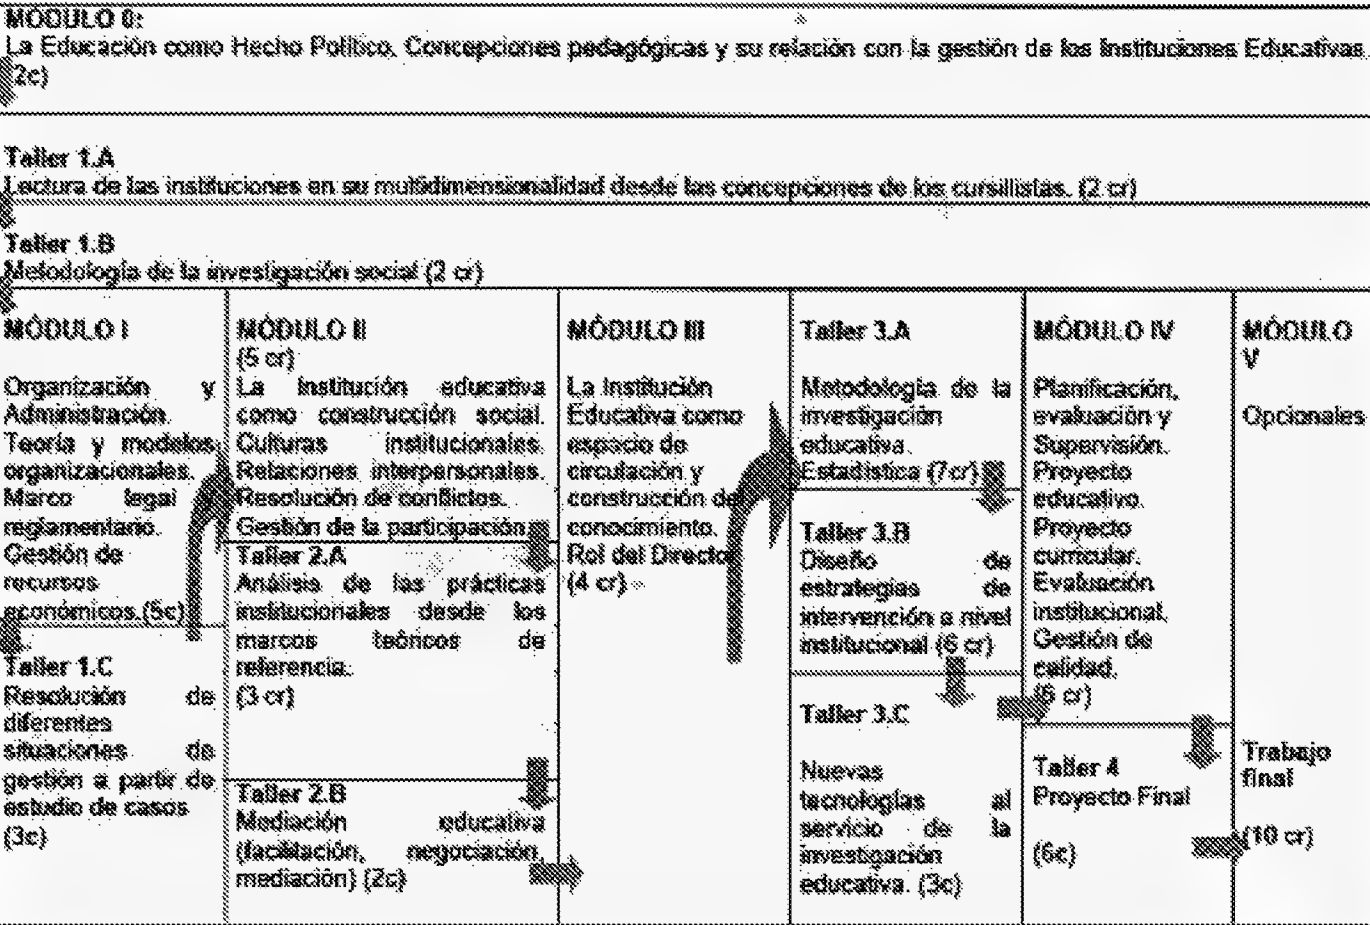 MÓDULO 0:
La Educación como Hecho Político. Concepciones pedagógicas y su relación con la gestión de los Instituciones Educativas
2c)
Taller 1.A
Lectura de las instituciones en su multidimensionalidad desde las concepciones de los cursillistas. (2 cr)
Taller 1.B
Metodología de la investigación social (2 cr)
MÓDULO I
Organización y
Administración.
Teoría y modelos
organizacionales.
Marco legal y
reglamentario.
Gestión de
recursos
económicos.(5c)
Taller 1.C
Resolución de
diferentes
situaciones de
gestión a partir de
estudio de casos
(3c)
MÓDULO II
(5 cr)
La Institución educativa
como construcción social.
Culturas institucionales.
Relaciones interpersonales.
Resolución de conflictos.
Gestión de la participación
Taller 2.A
Análisis de las prácticas
institucionales desde los
marcos teóricos de
referencia.
(3 cr)
Taller 2.B
Mediación educativa
(facilitación, negociación,
mediación) (2c)
MÓDULO III
La Institución
Educativa como
espacio de
circulación y
construcción del
conocimiento.
Rol del Director
(4 cr)
Taller 3.A
Metodología de la
investigación
educativa.
Estadística (7cr)
Taller 3.B
Diseño de
estrategias de
intervención a nivel
institucional (6 cr)
Taller 3.C
Nuevas
tecnologías al
servicio de la
investigación
educativa. (3c)
MÓDULO IV
Planificación,
evaluación y
Supervisión.
Proyecto
educativo.
Proyecto
curricular.
Evaluación
institucional.
Gestión de
calidad.
cr)
Taller 4
Proyecto Final
(6c)
MÓDULO
V
Opcionales
Trabajo
final
(10 cr)